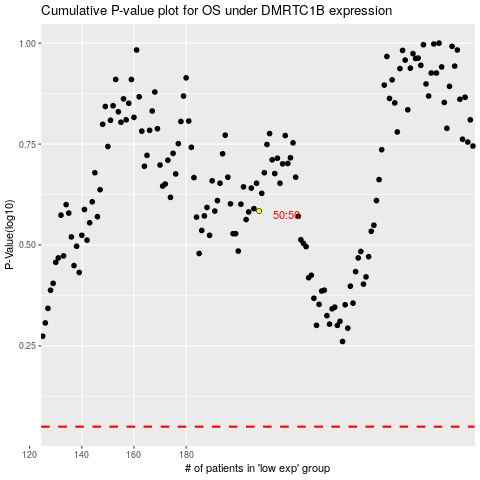 Cumulative P-value plot for OS under DMRTC1B expression
1.00
0.75
0.50
0.25
P-Value(log10)
50:50
120 140 160 180
# of patients in 'low exp' group